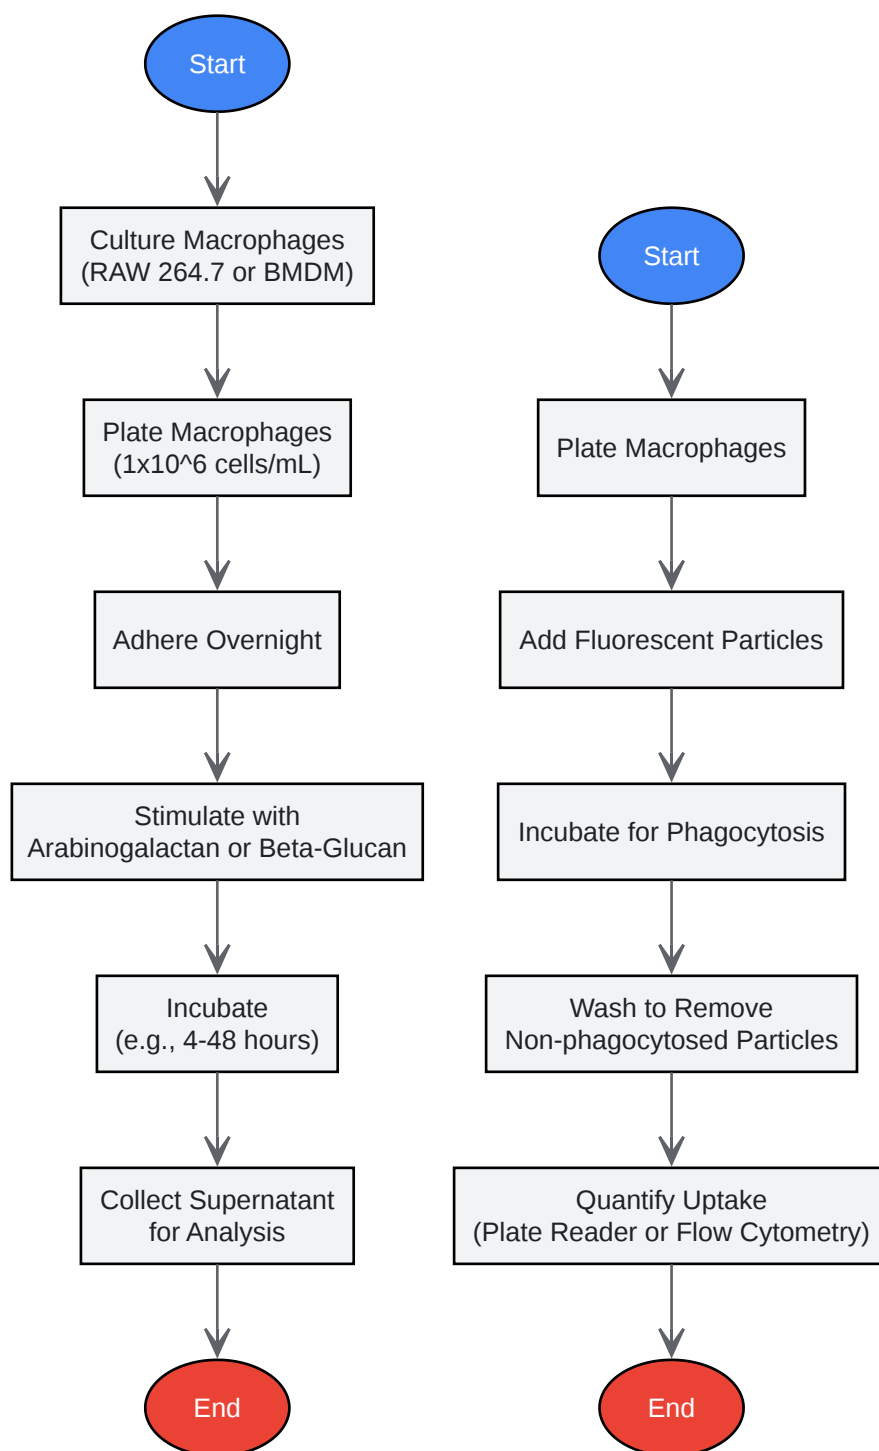 Start
Culture Macrophages
(RAW 264.7 or BMDM)
Plate Macrophages
(1x10^6 cells/mL)
Adhere Overnight
Stimulate with
Arabinogalactan or Beta-Glucan
Incubate
(e.g., 4-48 hours)
Collect Supernatant
for Analysis
End
Start
Plate Macrophages
Add Fluorescent Particles
Incubate for Phagocytosis
Wash to Remove
Non-phagocytosed Particles
Quantify Uptake
(Plate Reader or Flow Cytometry)
End